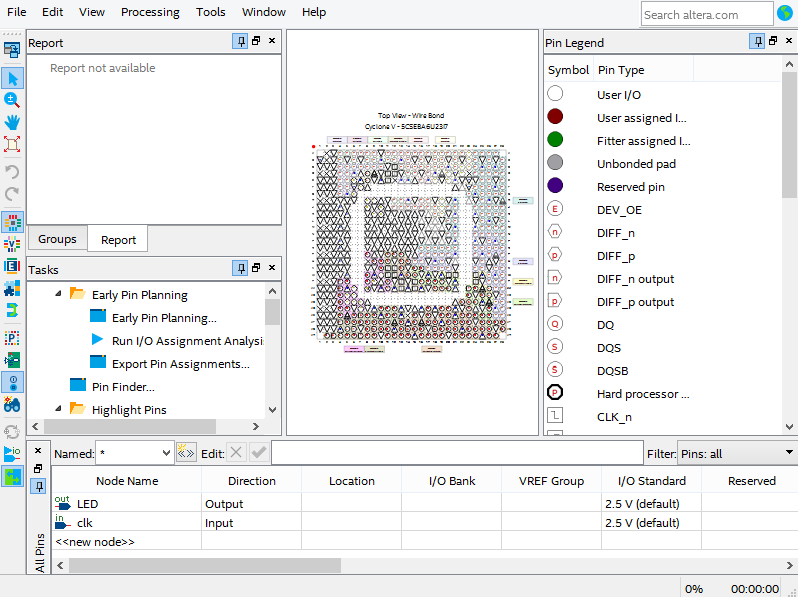 File Edit View Processing Tools Window Help
Search altera.com
Report
Report not available
Groups Report
Tasks
Early Pin Planning
Early Pin Planning...
Run I/O Assignment Analysi
Export Pin Assignments...
Pin Finder...
Highlight Pins
Top View - Wire Bond
Cyclone V - 5CSEBA6U23I7
Pin Legend
Symbol Pin Type
User I/O
User assigned I...
Fitter assigned I...
Unbonded pad
Reserved pin
E DEV_OE
n DIFF_n
p DIFF_p
n DIFF_n output
p DIFF_p output
Q DQ
S DQS
S DQSB
P Hard processor ...
CLK_n
Named: * Edit: Filter: Pins: all
Node Name Direction Location I/O Bank VREF Group I/O Standard Reserved
out LED Output 2.5 V (default)
in clk Input 2.5 V (default)
<<new node>>
All Pins
0% 00:00:00